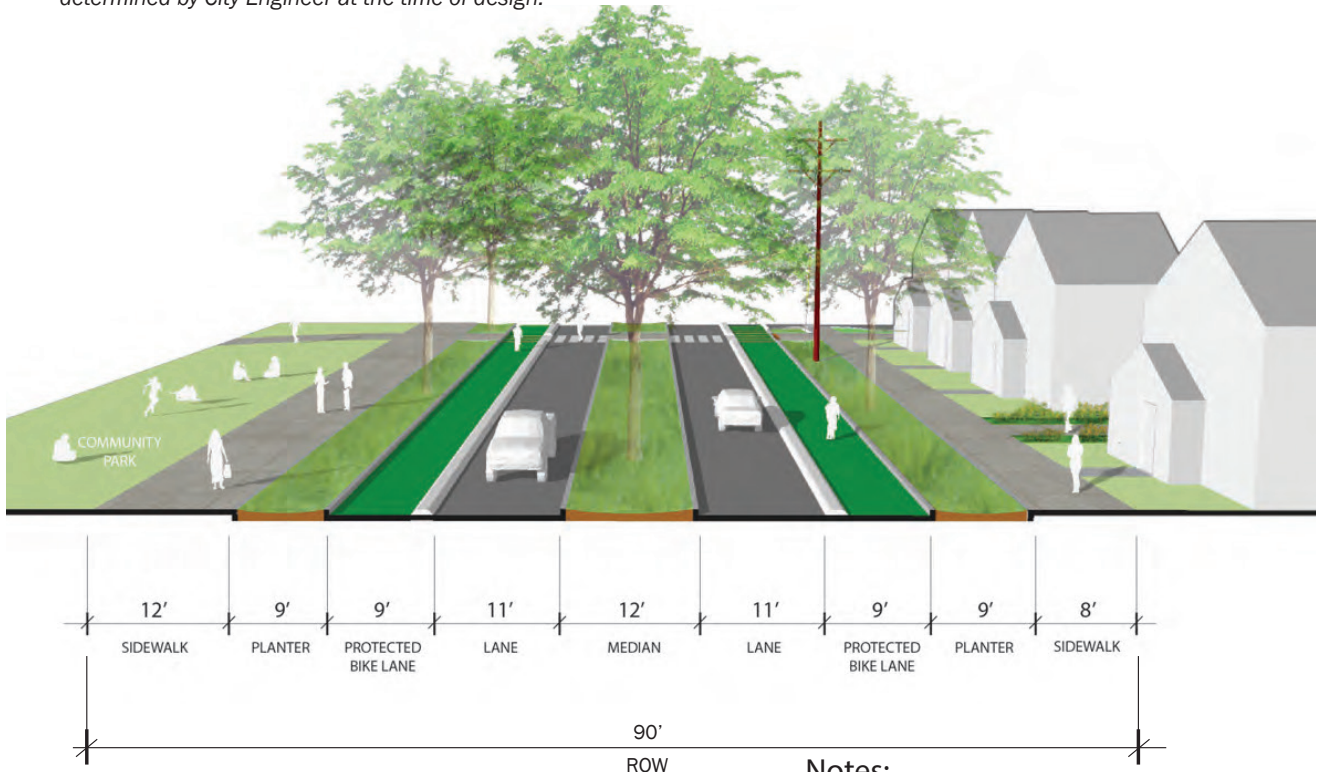 determined by City Engineer at the time of design.
COMMUNITY
PARK
12' 9' 9' 11' 12' 11' 9' 9' 8'
SIDEWALK PLANTER PROTECTED LANE MEDIAN LANE PROTECTED PLANTER SIDEWALK
BIKE LANE BIKE LANE
90'
ROW
Notes: